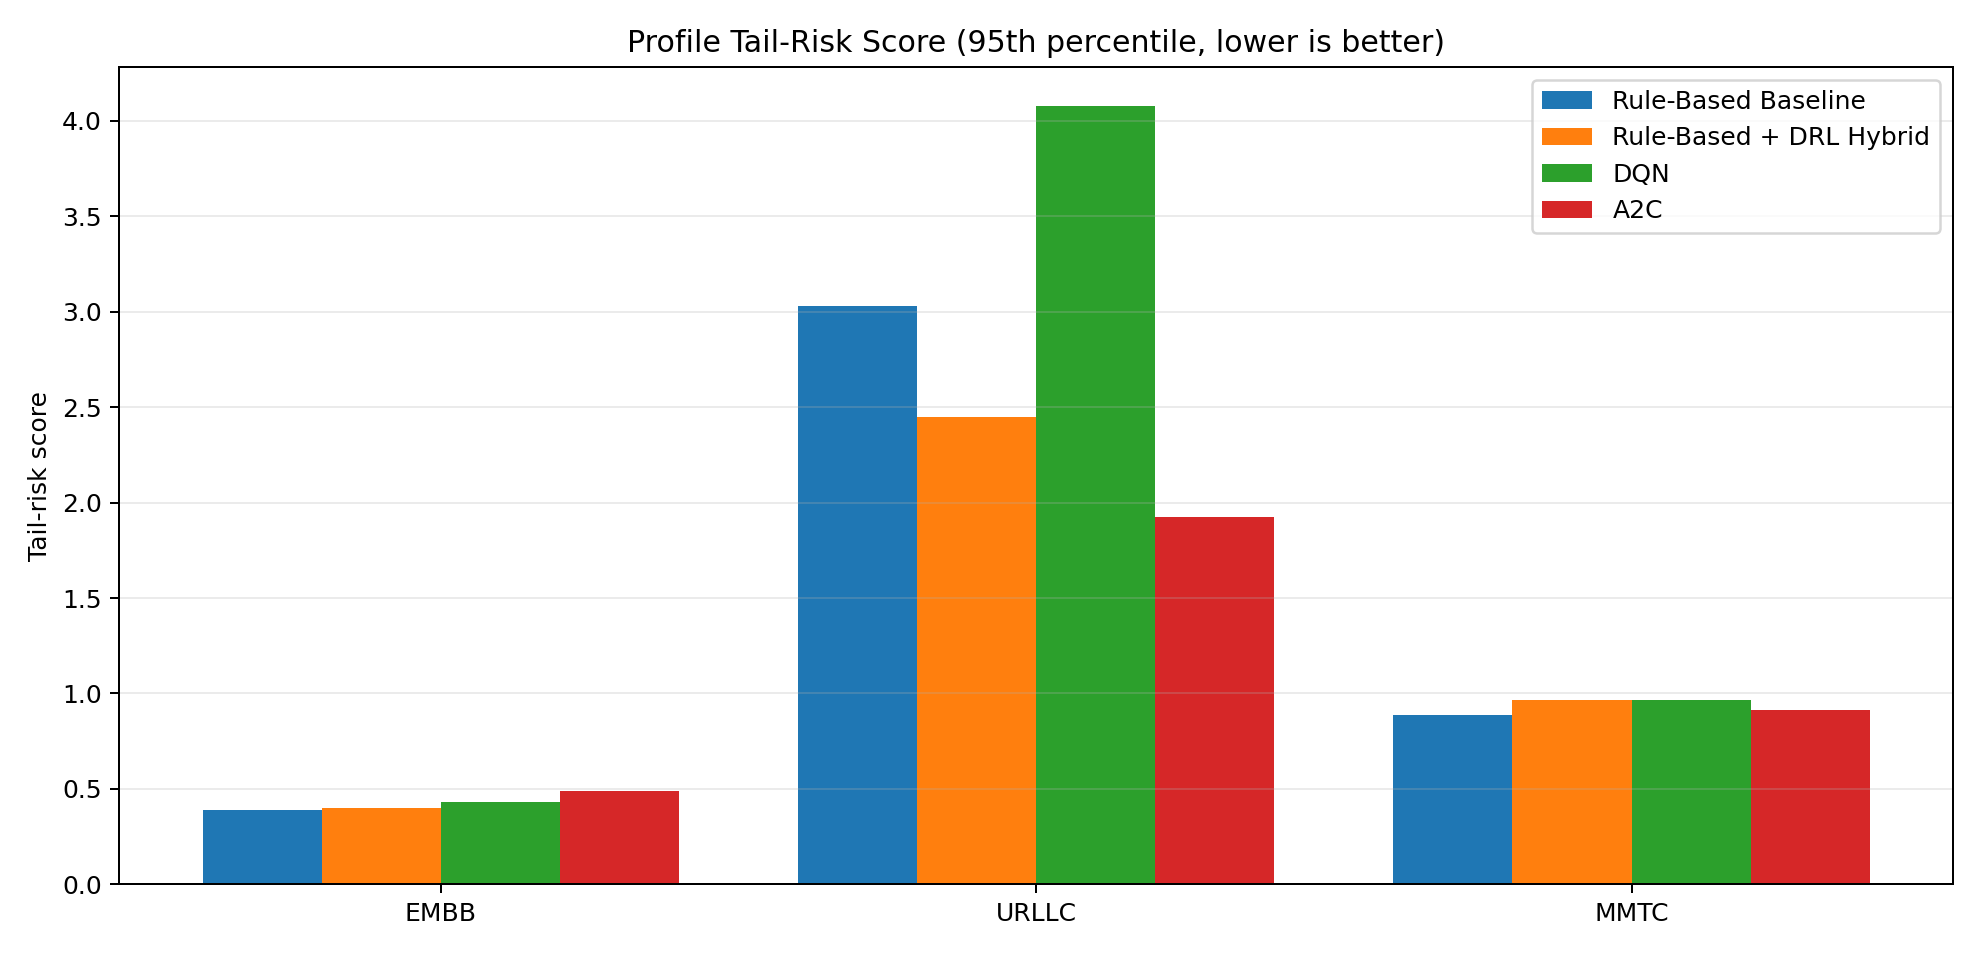 Profile Tail-Risk Score (95th percentile, lower is better)
Rule-Based Baseline
Rule-Based + DRL Hybrid
DQN
A2C
Tail-risk score
4.0
3.5
3.0
2.5
2.0
1.5
1.0
0.5
0.0
EMBB
URLLC
MMTC